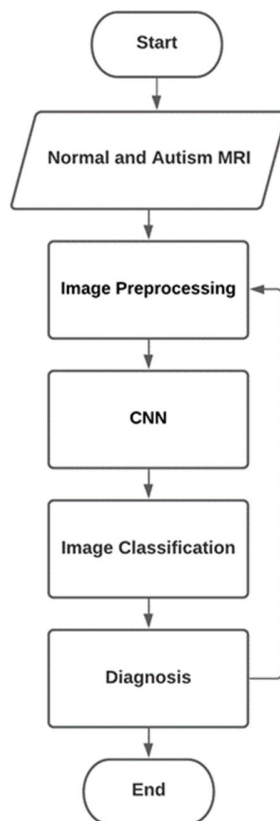 Start
Normal and Autism MRI
Image Preprocessing
CNN
Image Classification
Diagnosis
End